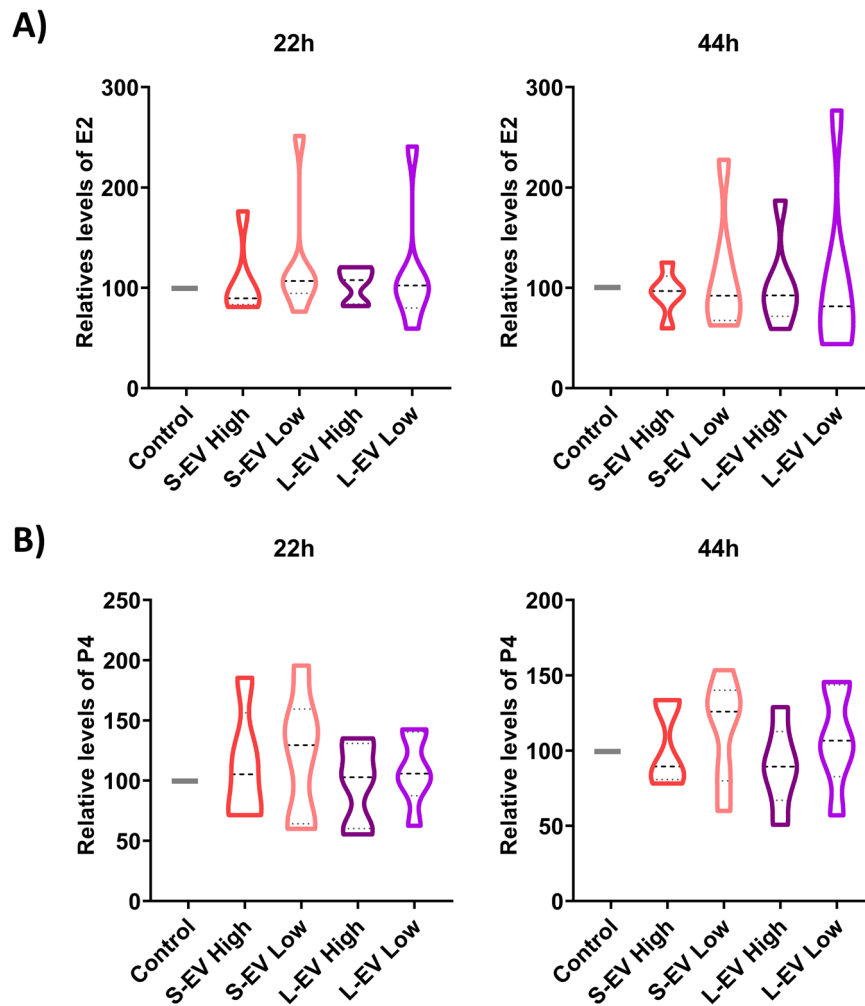 A)
22h
Relatives levels of E2
300
200
100
0
Control
S-EV High
S-EV Low
L-EV High
L-EV Low
44h
Relatives levels of E2
300
200
100
0
Control
S-EV High
S-EV Low
L-EV High
L-EV Low
B)
22h
Relative levels of P4
250
200
150
100
50
0
Control
S-EV High
S-EV Low
L-EV High
L-EV Low
44h
Relative levels of P4
200
150
100
50
0
Control
S-EV High
S-EV Low
L-EV High
L-EV Low